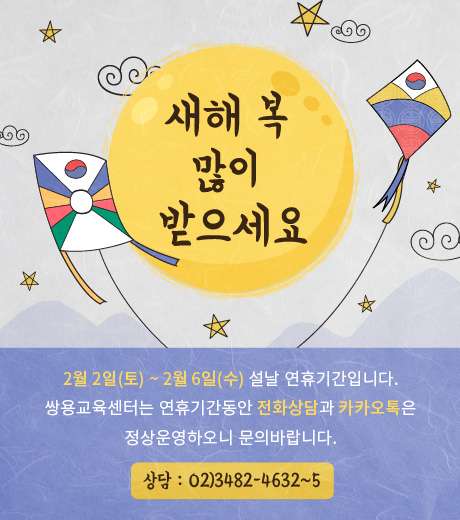 새해 복
많이
받으세요
2월 2일(토) ~ 2월 6일(수) 설날 연휴기간입니다.
쌍용교육센터는 연휴기간동안 전화상담과 카카오톡은
정상운영하오니 문의바랍니다.
상담 : 02)3482-4632~5